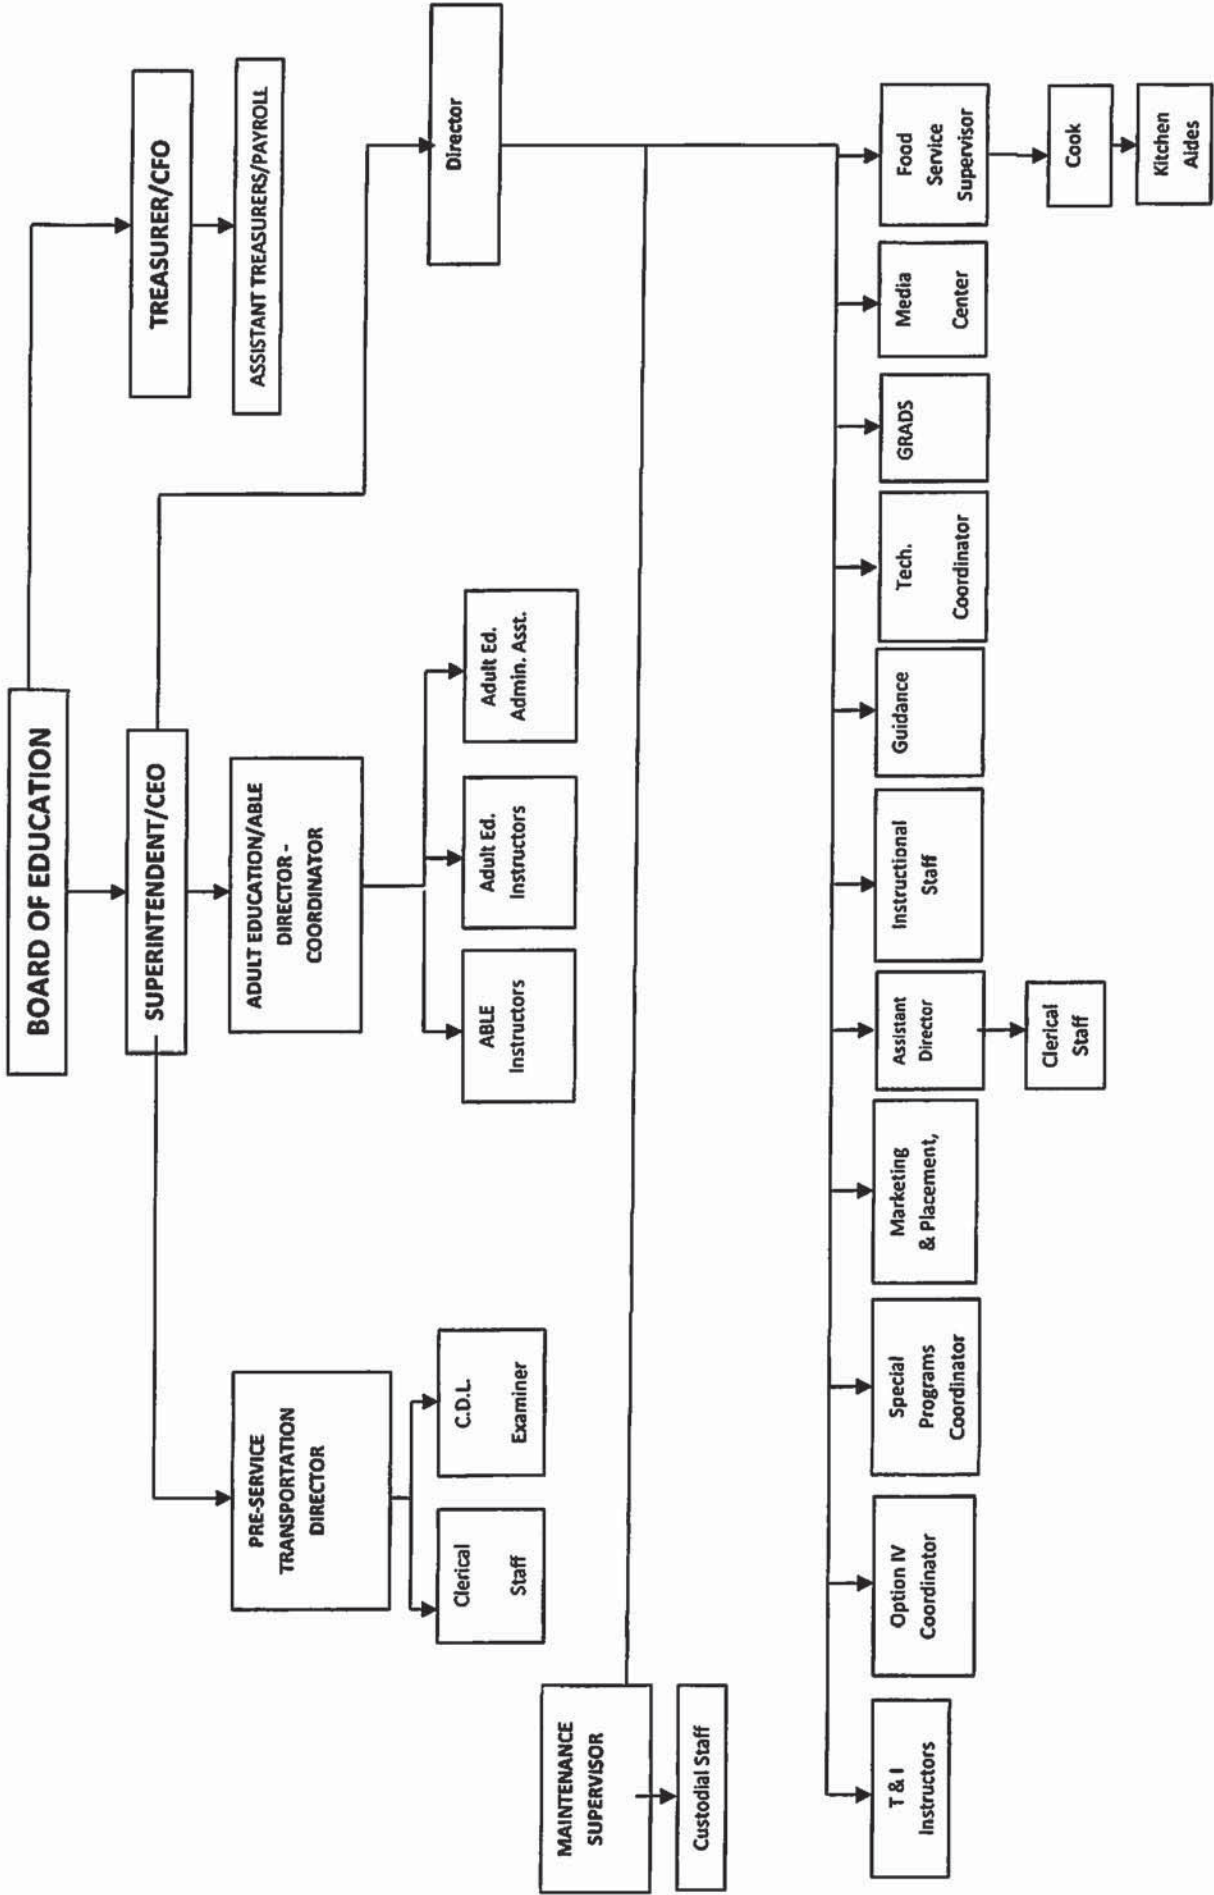 BOARD OF EDUCATION
SUPERINTENDENT/CEO
TREASURER/CFO
ASSISTANT TREASURERS/PAYROLL
PRE-SERVICE
TRANSPORTATION
DIRECTOR
ADULT EDUCATION/ABLE
DIRECTOR -
COORDINATOR
Director
Clerical
Staff
C.D.L.
Examiner
ABLE
Instructors
Adult Ed.
Instructors
Adult Ed.
Admin. Asst.
MAINTENANCE
SUPERVISOR
Custodial Staff
T & I
Instructors
Option IV
Coordinator
Special
Programs
Coordinator
Marketing
& Placement,
Assistant
Director
Instructional
Staff
Guidance
Tech.
Coordinator
GRADS
Media
Center
Food
Service
Supervisor
Clerical
Staff
Cook
Kitchen
Aides